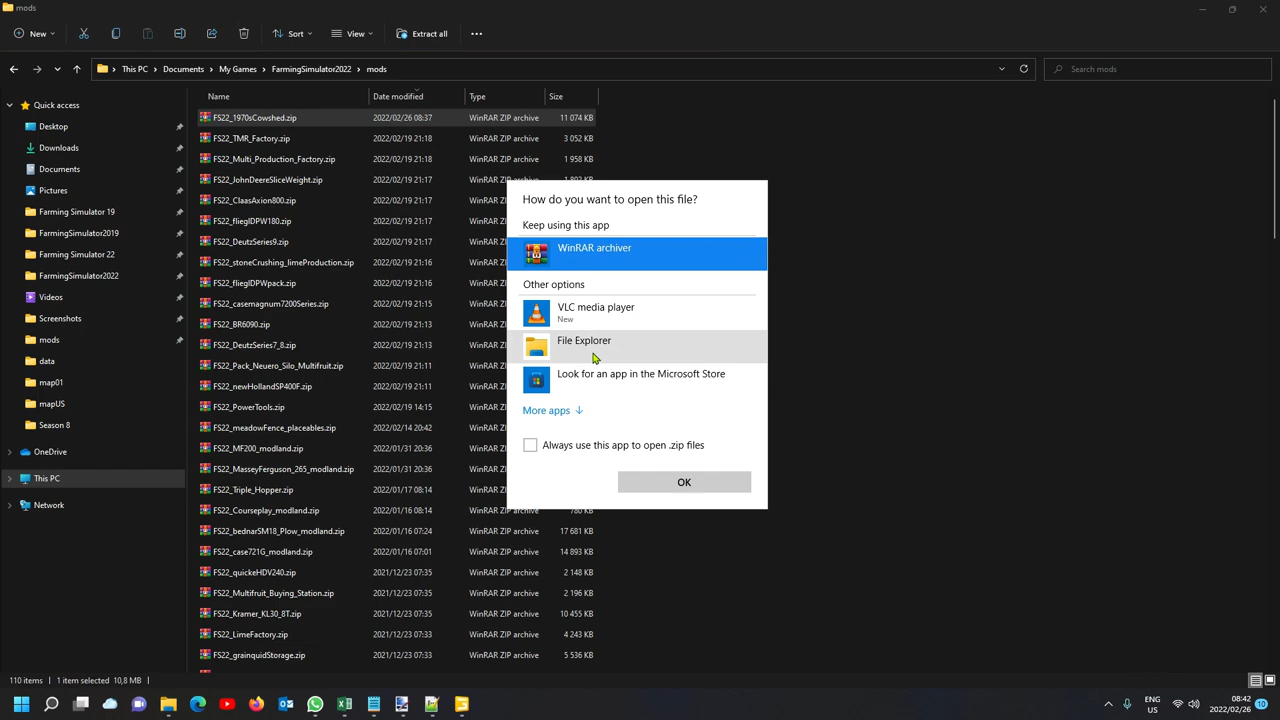 mods
New
Sort
View
Extract all
This PC > Documents > My Games > FarmingSimulator2022 > mods
Search mods
Name Date modified Type Size
Quick access
Desktop
Downloads
Documents
Pictures
Farming Simulator 19
FarmingSimulator2019
Farming Simulator 22
FarmingSimulator2022
Videos
Screenshots
mods
data
map01
mapUS
Season 8
OneDrive
This PC
Network
FS22_1970sCowshed.zip 2022/02/26 08:37 WinRAR ZIP archive 11 074 KB
FS22_TMR_Factory.zip 2022/02/19 21:18 WinRAR ZIP archive 3 052 KB
FS22_Multi_Production_Factory.zip 2022/02/19 21:18 WinRAR ZIP archive 1 958 KB
FS22_JohnDeereSliceWeight.zip 2022/02/19 21:17 WinRAR ZIP archive 1 802 KB
FS22_ClaasAxion800.zip 2022/02/19 21:17 WinRAR ZIP
FS22_flieglDPW180.zip 2022/02/19 21:17 WinRAR ZIP
FS22_DeutzSeries9.zip 2022/02/19 21:17 WinRAR ZIP
FS22_stoneCrushing_limeProduction.zip 2022/02/19 21:16 WinRAR ZIP
FS22_flieglDPWpack.zip 2022/02/19 21:16 WinRAR ZIP
FS22_casemagnum7200Series.zip 2022/02/19 21:15 WinRAR ZIP
FS22_BR6090.zip 2022/02/19 21:13 WinRAR ZIP
FS22_DeutzSeries7_8.zip 2022/02/19 21:13 WinRAR ZIP
FS22_Pack_Neuero_Silo_Multifruit.zip 2022/02/19 21:11 WinRAR ZIP
FS22_newHollandSP400F.zip 2022/02/19 21:11 WinRAR ZIP
FS22_PowerTools.zip 2022/02/19 14:15 WinRAR ZIP
FS22_meadowFence_placeables.zip 2022/02/14 20:42 WinRAR ZIP
FS22_MF200_modland.zip 2022/01/31 20:36 WinRAR ZIP
FS22_MasseyFerguson_265_modland.zip 2022/01/31 20:36 WinRAR ZIP
FS22_Triple_Hopper.zip 2022/01/17 08:14 WinRAR ZIP
FS22_Courseplay_modland.zip 2022/01/16 08:14 WinRAR ZIP archive 780 KB
FS22_bednarSM18_Plow_modland.zip 2022/01/16 07:24 WinRAR ZIP archive 17 681 KB
FS22_case721G_modland.zip 2022/01/16 07:01 WinRAR ZIP archive 14 893 KB
FS22_quickeHDV240.zip 2021/12/23 07:35 WinRAR ZIP archive 2 148 KB
FS22_Multifruit_Buying_Station.zip 2021/12/23 07:35 WinRAR ZIP archive 2 196 KB
FS22_Kramer_KL30_8T.zip 2021/12/23 07:35 WinRAR ZIP archive 10 455 KB
FS22_LimeFactory.zip 2021/12/23 07:33 WinRAR ZIP archive 4 243 KB
FS22_grainquidStorage.zip 2021/12/23 07:33 WinRAR ZIP archive 5 536 KB
How do you want to open this file?
Keep using this app
WinRAR archiver
Other options
VLC media player
New
File Explorer
Look for an app in the Microsoft Store
More apps
Always use this app to open .zip files
OK
110 items 1 item selected 10,8 MB
ENG
US
08:42
2022/02/26
10